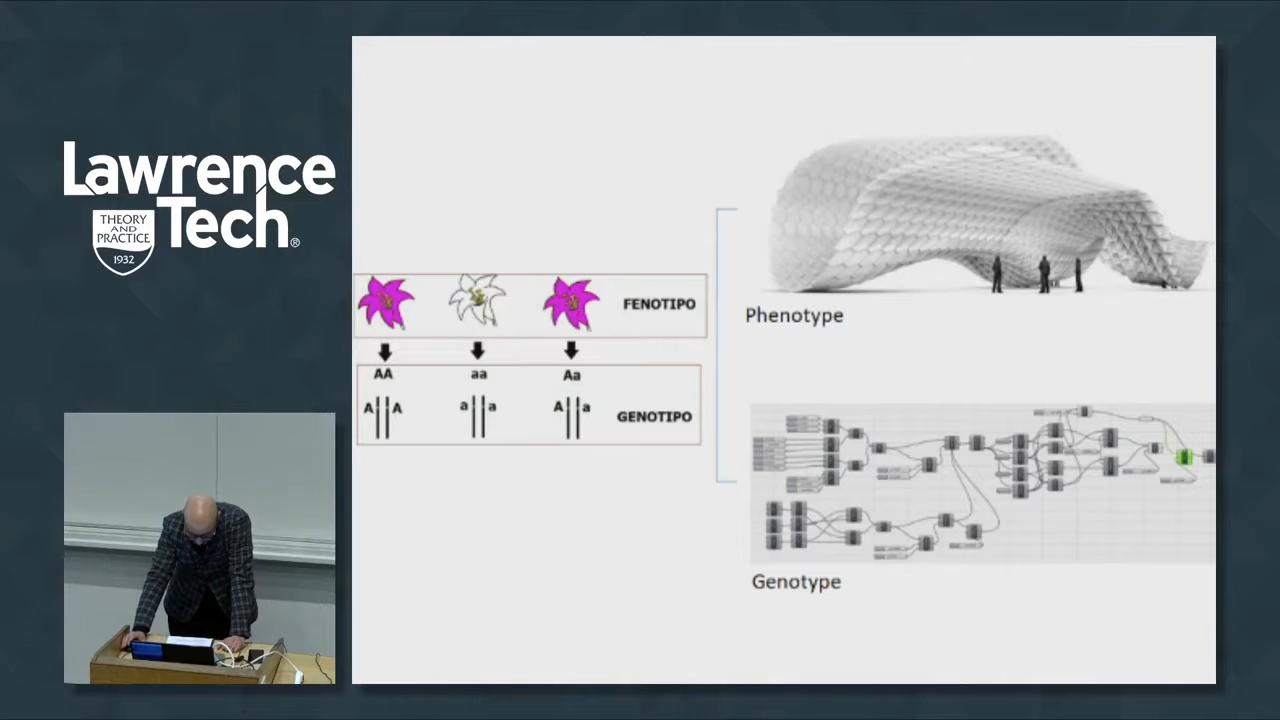 Lawrence
Tech®
THEORY
AND
PRACTICE
1932
FENOTIPO
AA
aa
Aa
A A
a a
A a
GENOTIPO
Phenotype
Genotype